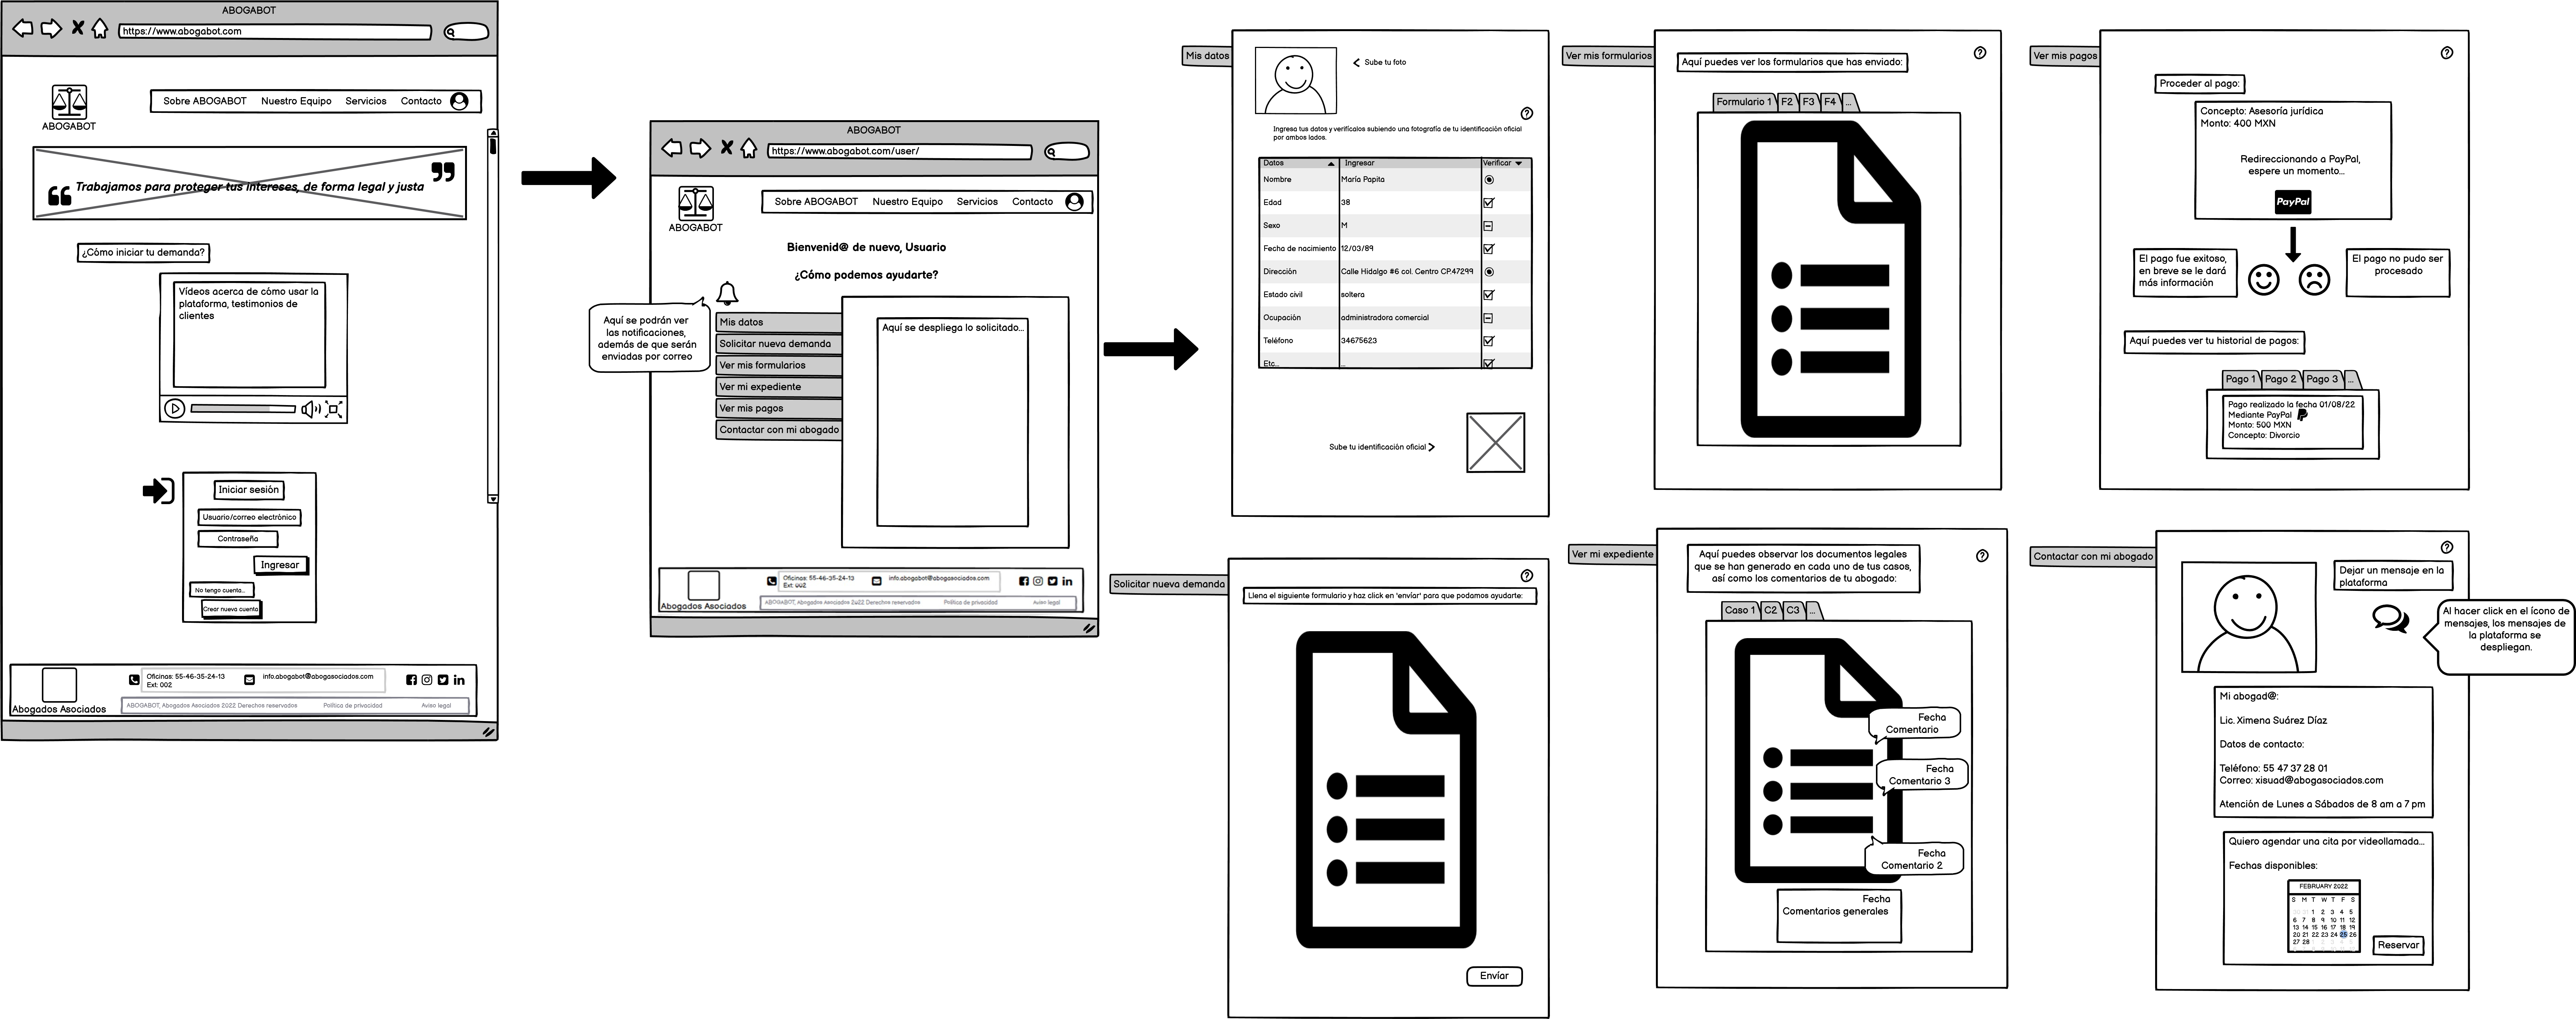 ABOGABOT
https://www.abogabot.com
ABOGABOT
Sobre ABOGABOT Nuestro Equipo Servicios Contacto
Trabajamos para proteger tus intereses, de forma legal y justa
¿Cómo iniciar tu demanda?
Vídeos acerca de cómo usar la
plataforma, testimonios de
clientes
Iniciar sesión
Usuario/correo electrónico
Contraseña
Ingresar
No tengo cuenta...
Crear nueva cuenta
Abogados Asociados
Oficinas: 55-46-35-24-13
Ext: 002
info.abogabot@abogasociados.com
ABOGABOT, Abogados Asociados 2022 Derechos reservados Política de privacidad Aviso legal
ABOGABOT
https://www.abogabot.com/user/
ABOGABOT
Sobre ABOGABOT Nuestro Equipo Servicios Contacto
Bienvenid@ de nuevo, Usuario
¿Cómo podemos ayudarte?
Aquí se podrán ver
las notificaciones,
además de que serán
enviadas por correo
Mis datos
Solicitar nueva demanda
Ver mis formularios
Ver mi expediente
Ver mis pagos
Contactar con mi abogado
Aquí se despliega lo solicitado...
Abogados Asociados
Oficinas: 55-46-35-24-13
Ext: 002
info.abogabot@abogasociados.com
ABOGABOT, Abogados Asociados 2022 Derechos reservados Política de privacidad Aviso legal
Mis datos
Sube tu foto
Ingresa tus datos y verifícalos subiendo una fotografía de tu identificación oficial
por ambos lados.
Datos Ingresar Verificar
Nombre María Papita
Edad 38
Sexo M
Fecha de nacimiento 12/03/89
Dirección Calle Hidalgo #6 col. Centro CP.47299
Estado civil soltera
Ocupación administradora comercial
Teléfono 34675623
Etc.. ...
Sube tu identificación oficial
Solicitar nueva demanda
Llena el siguiente formulario y haz click en 'envíar' para que podamos ayudarte:
Envíar
Ver mis formularios
Aquí puedes ver los formularios que has enviado:
Formulario 1 F2 F3 F4 ...
Ver mi expediente
Aquí puedes observar los documentos legales
que se han generado en cada uno de tus casos,
así como los comentarios de tu abogado:
Caso 1 C2 C3 ...
Fecha
Comentario
Fecha
Comentario 3
Fecha
Comentario 2
Fecha
Comentarios generales
Ver mis pagos
Proceder al pago:
Concepto: Asesoría jurídica
Monto: 400 MXN
Redireccionando a PayPal,
espere un momento...
PayPal
El pago fue exitoso,
en breve se le dará
más información
El pago no pudo ser
procesado
Aquí puedes ver tu historial de pagos:
Pago 1 Pago 2 Pago 3 ...
Pago realizado la fecha 01/08/22
Mediante PayPal
Monto: 500 MXN
Concepto: Divorcio
Contactar con mi abogado
Dejar un mensaje en la
plataforma
Al hacer click en el ícono de
mensajes, los mensajes de
la plataforma se
despliegan.
Mi abogad@:
Lic. Ximena Suárez Díaz
Datos de contacto:
Teléfono: 55 47 37 28 01
Correo: xisuad@abogasociados.com
Atención de Lunes a Sábados de 8 am a 7 pm
Quiero agendar una cita por videollamada...
Fechas disponibles:
FEBRUARY 2022
S M T W T F S
1 2 3 4 5
6 7 8 9 10 11 12
13 14 15 16 17 18 19
20 21 22 23 24 25 26
27 28
Reservar